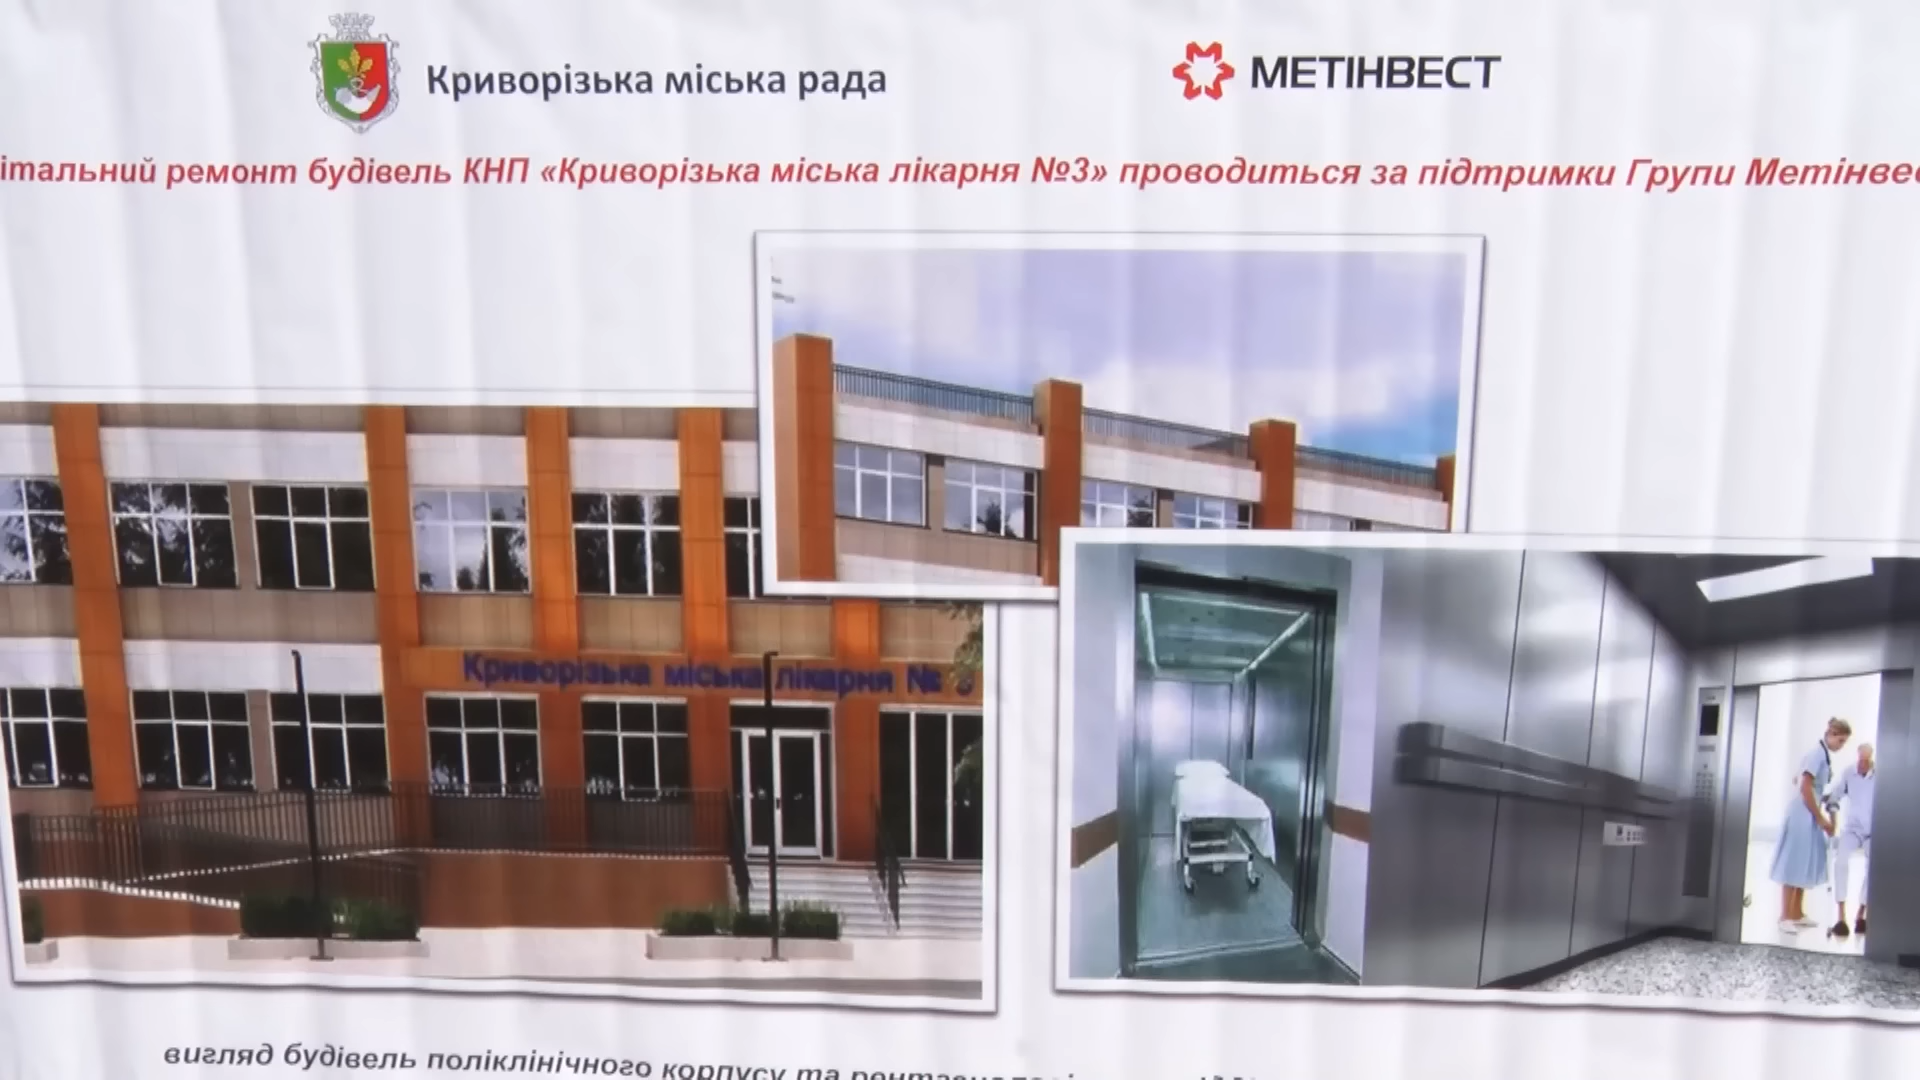 Криворізька міська рада
МЕТІНВЕСТ
італьний ремонт будівель КНП «Криворізька міська лікарня №3» проводиться за підтримки Групи Метінвес
Криворізька міська лікарня №
вигляд будівель поліклінічного корпусу та